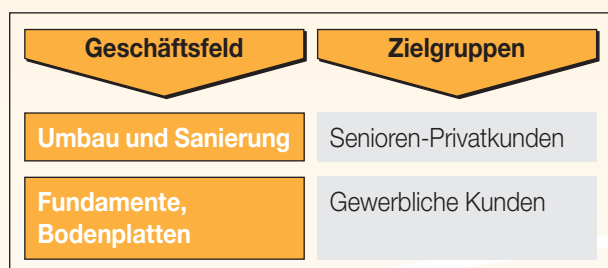 Geschäftsfeld
Zielgruppen
Umbau und Sanierung
Senioren-Privatkunden
Fundamente,
Bodenplatten
Gewerbliche Kunden